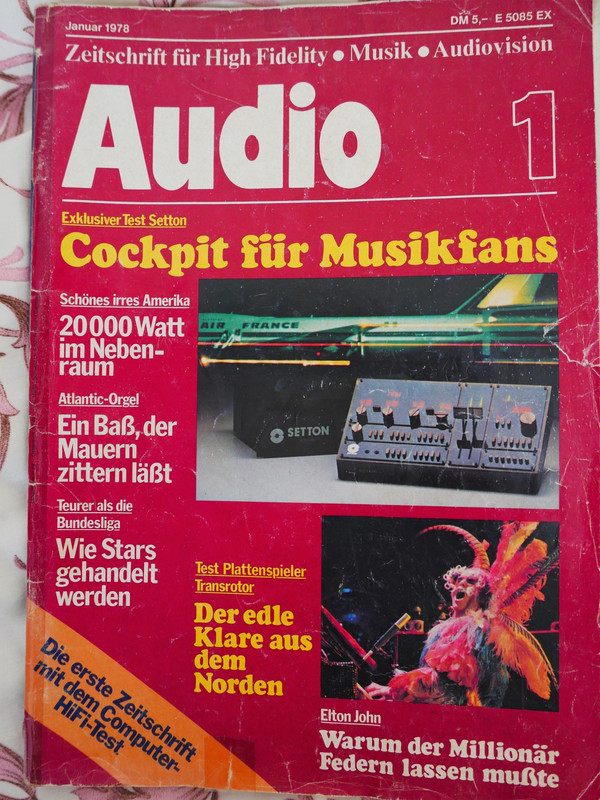 Januar 1978
DM 5,– E 5085 EX
Zeitschrift für High Fidelity ● Musik ● Audiovision
Audio
1
Exklusiver Test Setton
Cockpit für Musikfans
Schönes irres Amerika
20 000 Watt
im Neben-
raum
AIR FRANCE
SETTON
Atlantic-Orgel
Ein Baß, der
Mauern
zittern läßt
Teurer als die
Bundesliga
Wie Stars
gehandelt
werden
Test Plattenspieler
Transrotor
Der edle
Klare aus
dem
Norden
Die erste Zeitschrift
mit dem Computer-
HiFi-Test
Elton John
Warum der Millionär
Federn lassen mußte